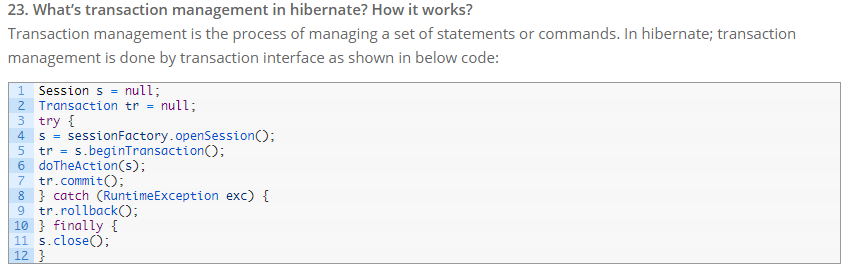 23. What's transaction management in hibernate? How it works?
Transaction management is the process of managing a set of statements or commands. In hibernate; transaction
management is done by transaction interface as shown in below code:
1 Session s = null;
2 Transaction tr = null;
3 try {
4 s = sessionFactory.openSession();
5 tr = s.beginTransaction();
6 doTheAction(s);
7 tr.commit();
8 } catch (RuntimeException exc) {
9 tr.rollback();
10 } finally {
11 s.close();
12 }